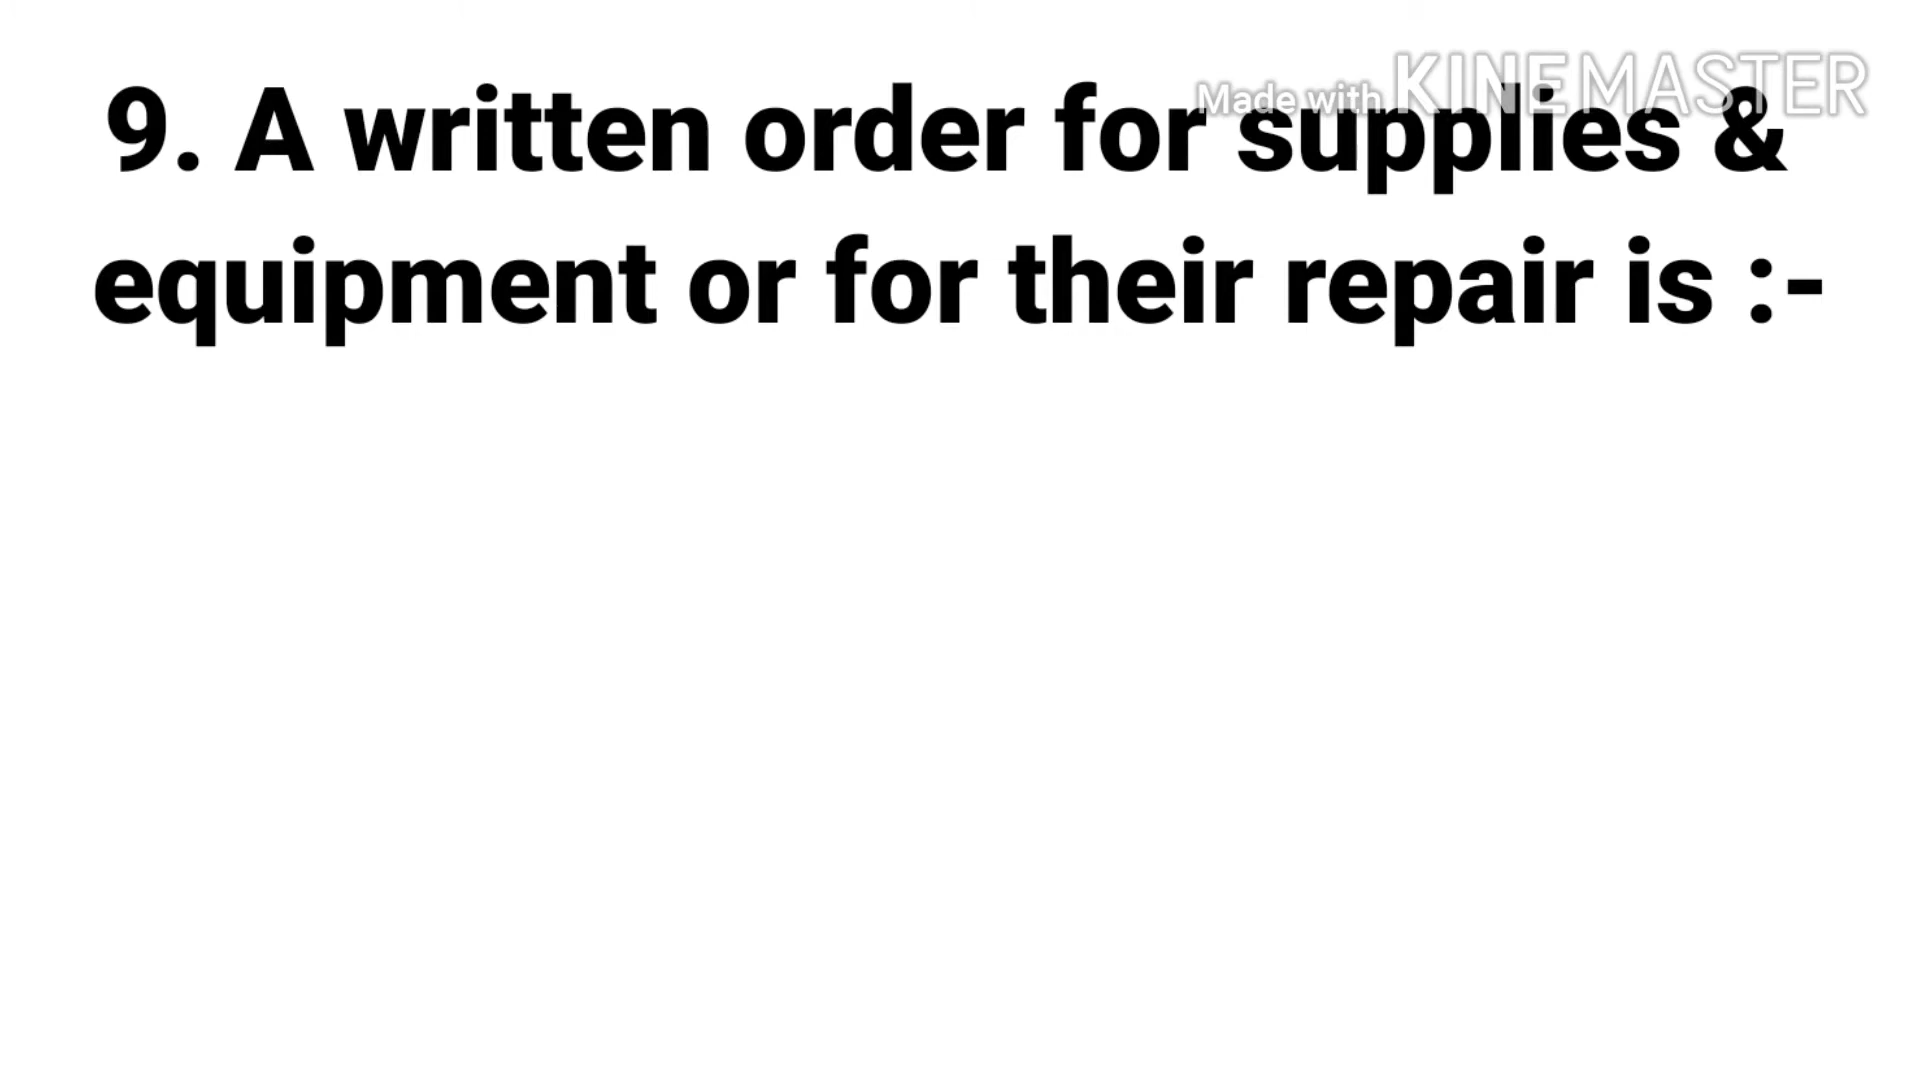 Made with KINEMASTER
9. A written order for supplies &
equipment or for their repair is :-